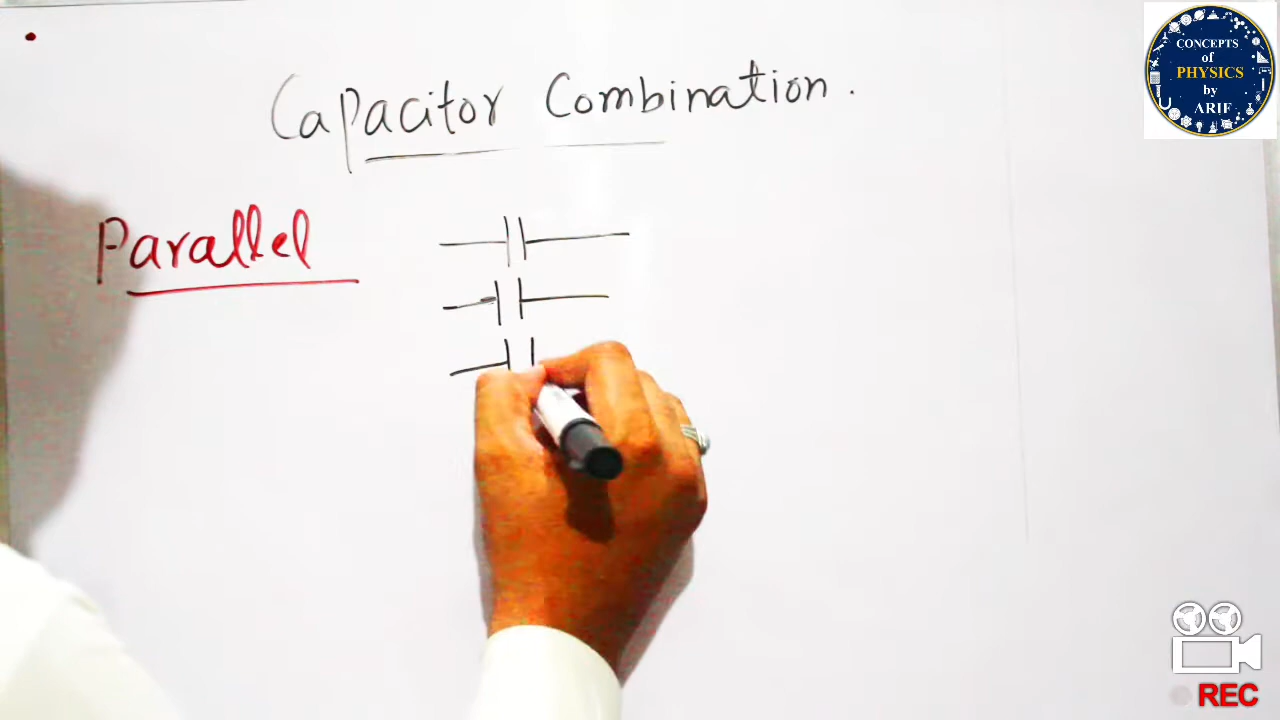 Capacitor Combination.
Parallel
CONCEPTS
of
PHYSICS
by
ARIF
REC